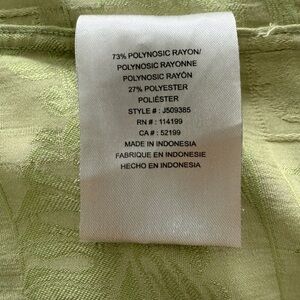 73% POLYNOSIC RAYON/
POLYNOSIC RAYONNE
POLYNOSIC RAYÓN
27% POLYESTER
POLIÉSTER
STYLE # : J509385
RN # : 114199
CA # : 52199
MADE IN INDONESIA
FABRIQUE EN INDONESIE
HECHO EN INDONESIA